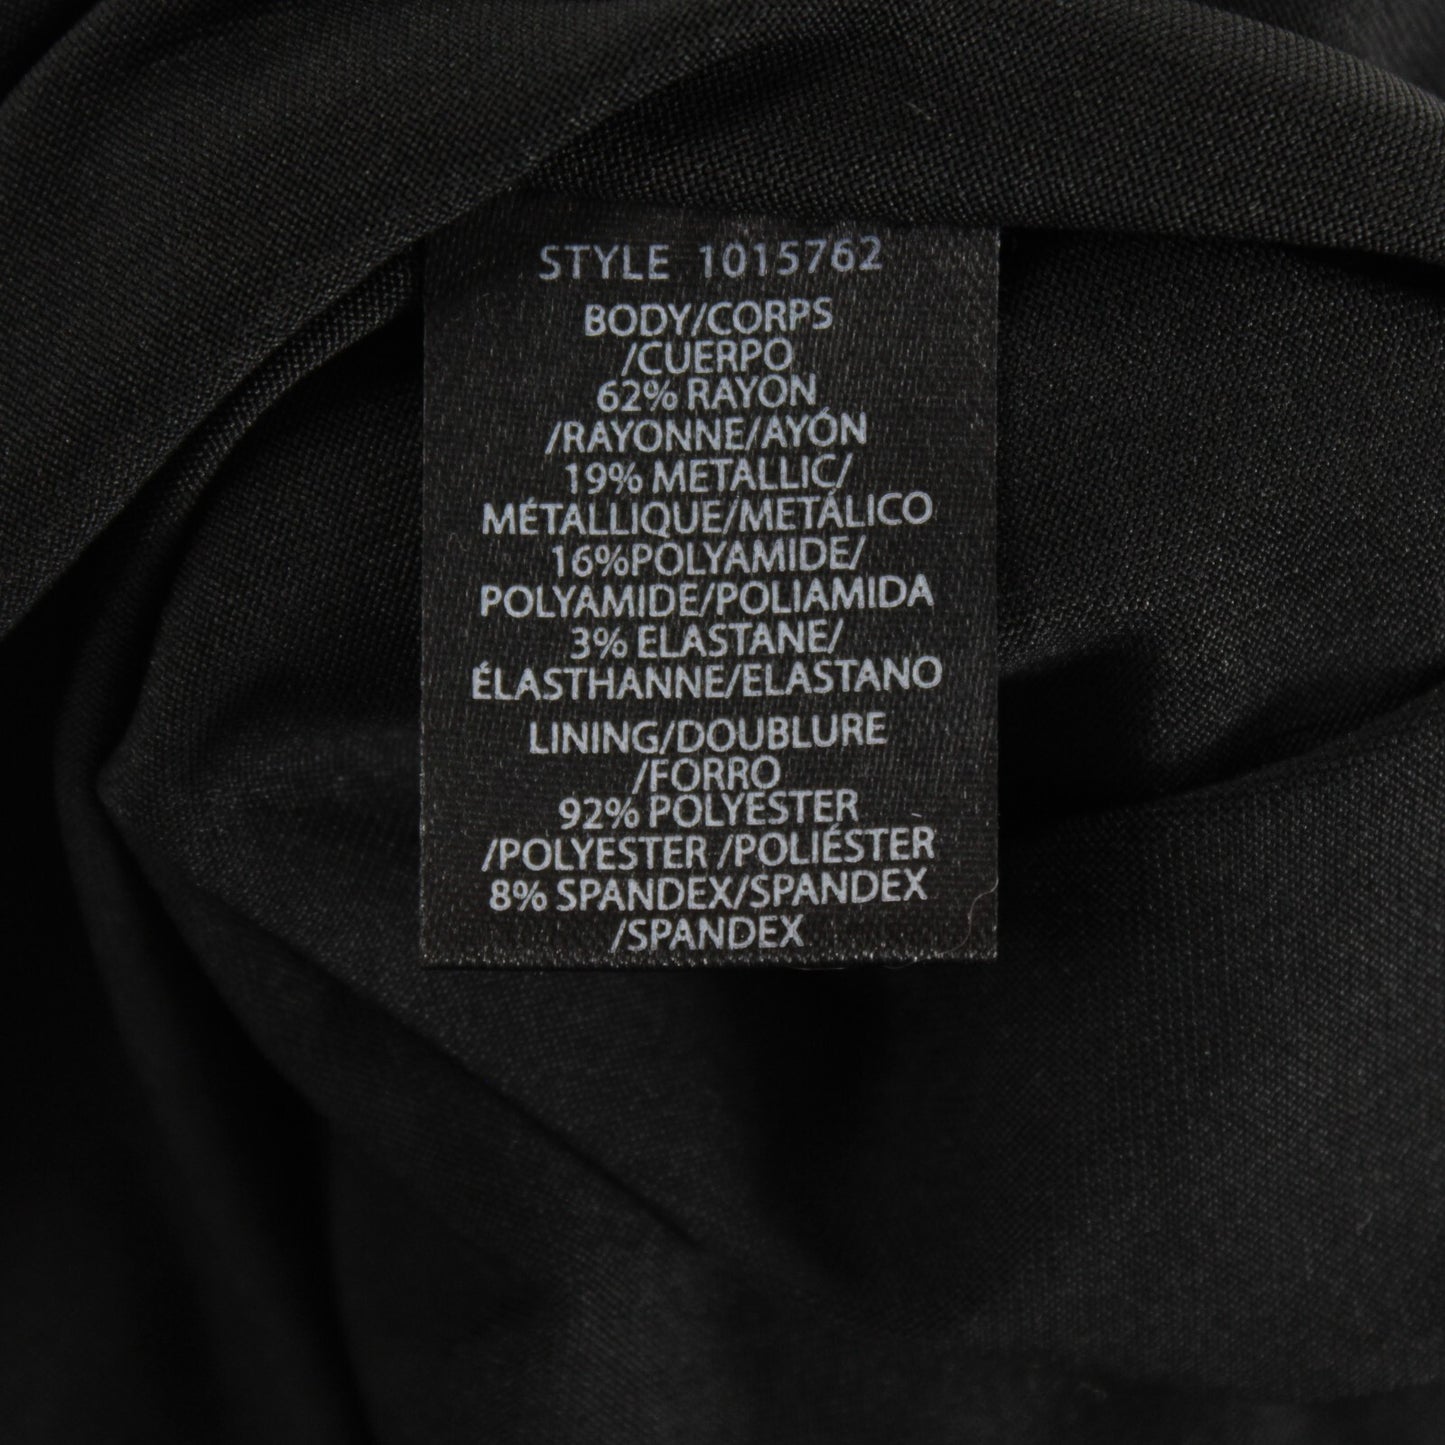 STYLE 1015762
BODY/CORPS
/CUERPO
62% RAYON
/RAYONNE/AYÓN
19% METALLIC/
MÉTALLIQUE/METÁLICO
16%POLYAMIDE/
POLYAMIDE/POLIAMIDA
3% ELASTANE/
ÉLASTHANNE/ELASTANO
LINING/DOUBLURE
/FORRO
92% POLYESTER
/POLYESTER /POLIÉSTER
8% SPANDEX/SPANDEX
/SPANDEX